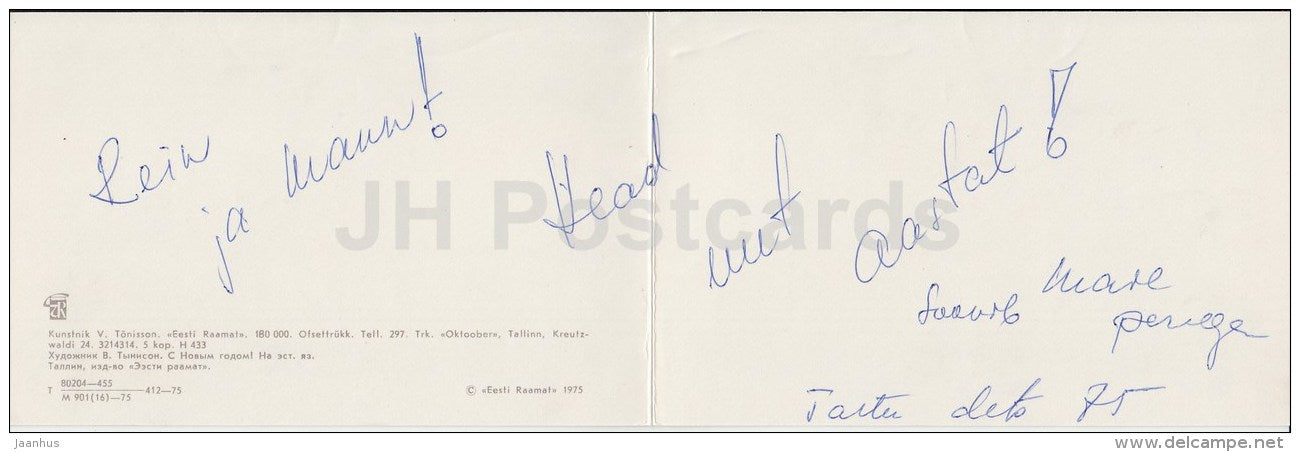 Rein
ja Mann!
Head
uut aastat!
Soovib Mare
perega
Tartu dets 75
JH Postcards
TR
Kunstnik V. Tõnisson. «Eesti Raamat». 180 000. Ofsettrükk. Tell. 297. Trk. «Oktoober», Tallinn, Kreutz-
waldi 24. 3214314. 5 kop. H 433
Художник В. Тынисон. С Новым годом! На эст. яз.
Таллин, изд-во «Ээсти раамат».
Т 80204—455 412—75
М 901(16)—75
© «Eesti Raamat» 1975
Jaanhus
www.delcampe.net